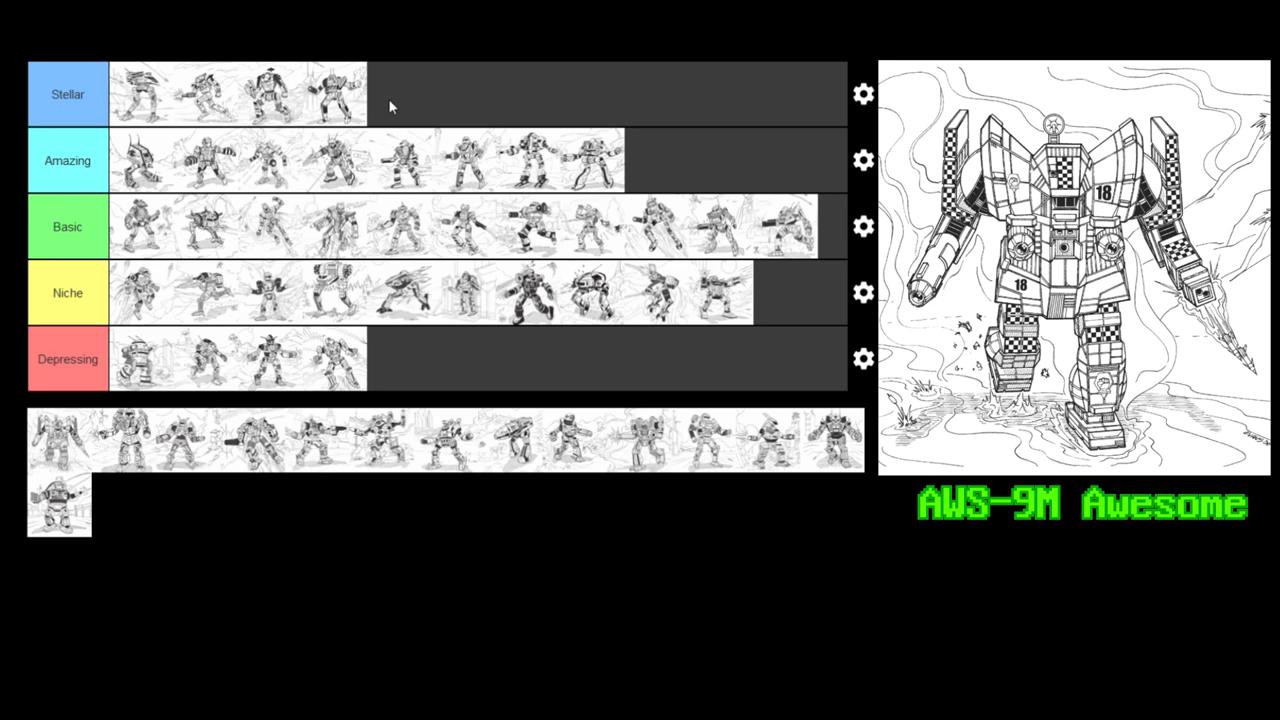 Stellar
Amazing
Basic
Niche
Depressing
18
18
AWS-9M Awesome